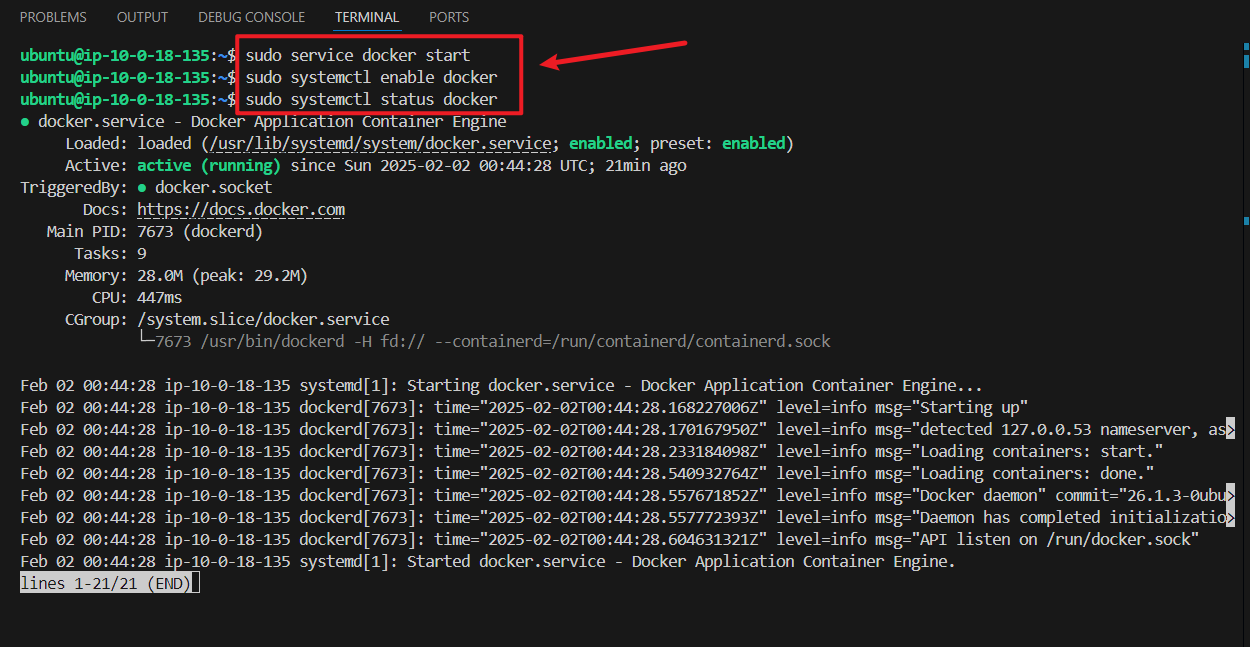 PROBLEMS OUTPUT DEBUG CONSOLE TERMINAL PORTS
ubuntu@ip-10-0-18-135:~$ sudo service docker start
ubuntu@ip-10-0-18-135:~$ sudo systemctl enable docker
ubuntu@ip-10-0-18-135:~$ sudo systemctl status docker
● docker.service - Docker Application Container Engine
Loaded: loaded (/usr/lib/systemd/system/docker.service; enabled; preset: enabled)
Active: active (running) since Sun 2025-02-02 00:44:28 UTC; 21min ago
TriggeredBy: ● docker.socket
Docs: https://docs.docker.com
Main PID: 7673 (dockerd)
Tasks: 9
Memory: 28.0M (peak: 29.2M)
CPU: 447ms
CGroup: /system.slice/docker.service
└─7673 /usr/bin/dockerd -H fd:// --containerd=/run/containerd/containerd.sock
Feb 02 00:44:28 ip-10-0-18-135 systemd[1]: Starting docker.service - Docker Application Container Engine...
Feb 02 00:44:28 ip-10-0-18-135 dockerd[7673]: time="2025-02-02T00:44:28.168227006Z" level=info msg="Starting up"
Feb 02 00:44:28 ip-10-0-18-135 dockerd[7673]: time="2025-02-02T00:44:28.170167950Z" level=info msg="detected 127.0.0.53 nameserver, as>
Feb 02 00:44:28 ip-10-0-18-135 dockerd[7673]: time="2025-02-02T00:44:28.233184098Z" level=info msg="Loading containers: start."
Feb 02 00:44:28 ip-10-0-18-135 dockerd[7673]: time="2025-02-02T00:44:28.540932764Z" level=info msg="Loading containers: done."
Feb 02 00:44:28 ip-10-0-18-135 dockerd[7673]: time="2025-02-02T00:44:28.557671852Z" level=info msg="Docker daemon" commit="26.1.3-0ubu>
Feb 02 00:44:28 ip-10-0-18-135 dockerd[7673]: time="2025-02-02T00:44:28.557772393Z" level=info msg="Daemon has completed initializatio>
Feb 02 00:44:28 ip-10-0-18-135 dockerd[7673]: time="2025-02-02T00:44:28.604631321Z" level=info msg="API listen on /run/docker.sock"
Feb 02 00:44:28 ip-10-0-18-135 systemd[1]: Started docker.service - Docker Application Container Engine.
lines 1-21/21 (END)